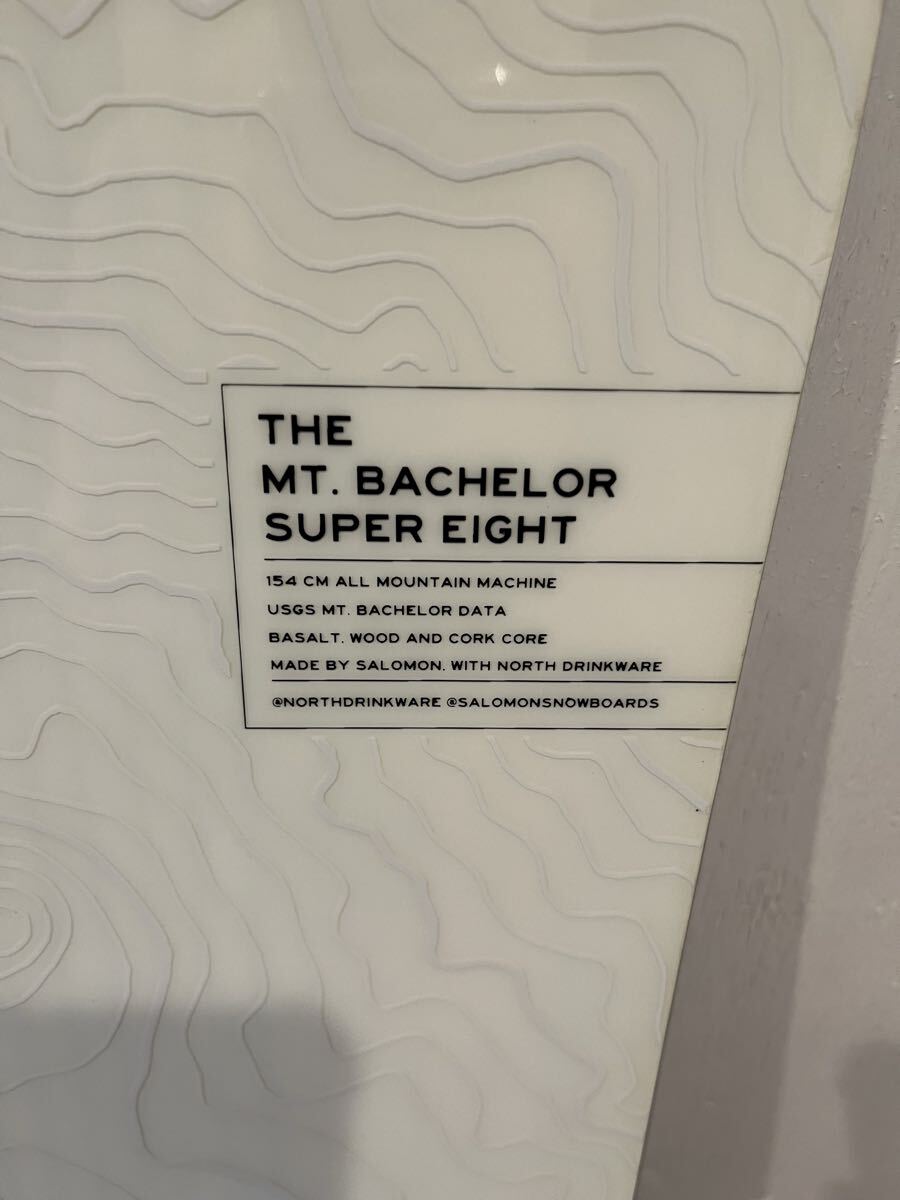 THE
MT. BACHELOR
SUPER EIGHT
154 CM ALL MOUNTAIN MACHINE
USGS MT. BACHELOR DATA
BASALT, WOOD AND CORK CORE
MADE BY SALOMON, WITH NORTH DRINKWARE
@NORTHDRINKWARE @SALOMONSNOWBOARDS